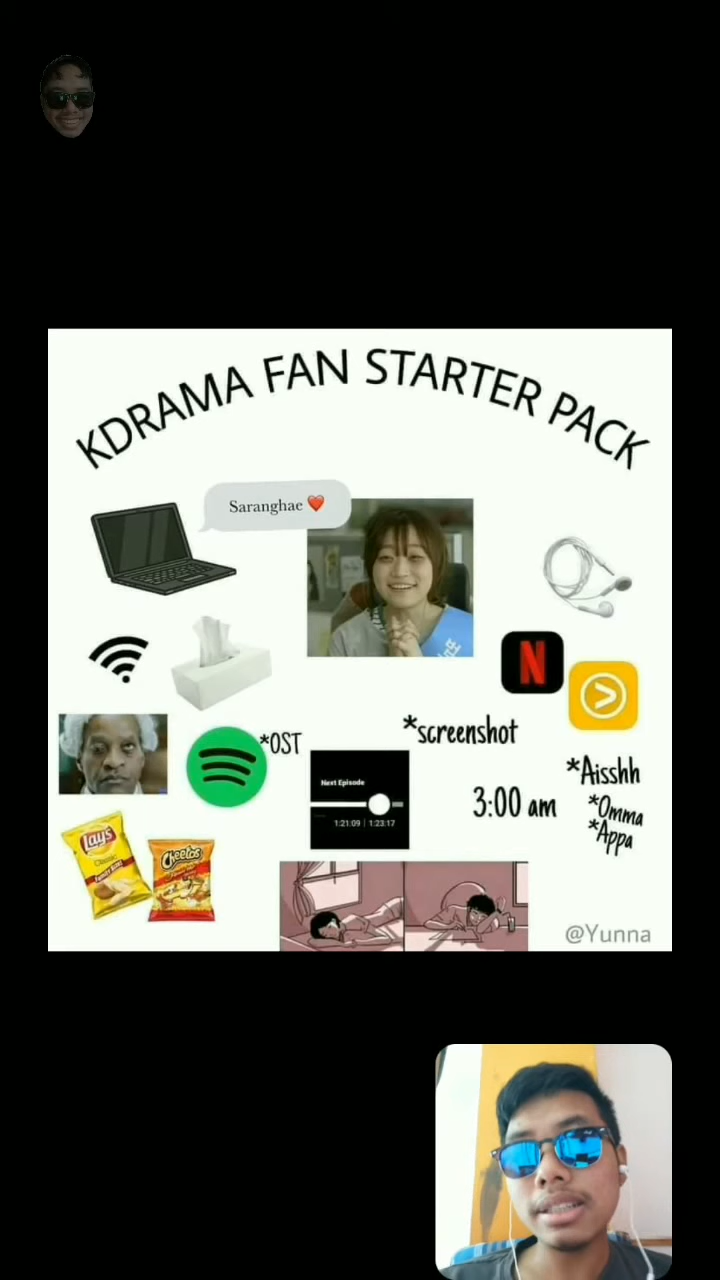 KDRAMA FAN STARTER PACK
Saranghae ❤️
N
*OST
*screenshot
*Aisshh
Next Episode
3:00 am
*Omma
*Appa
1:21:09 | 1:23:17
Lay's
Cheetos
@Yunna